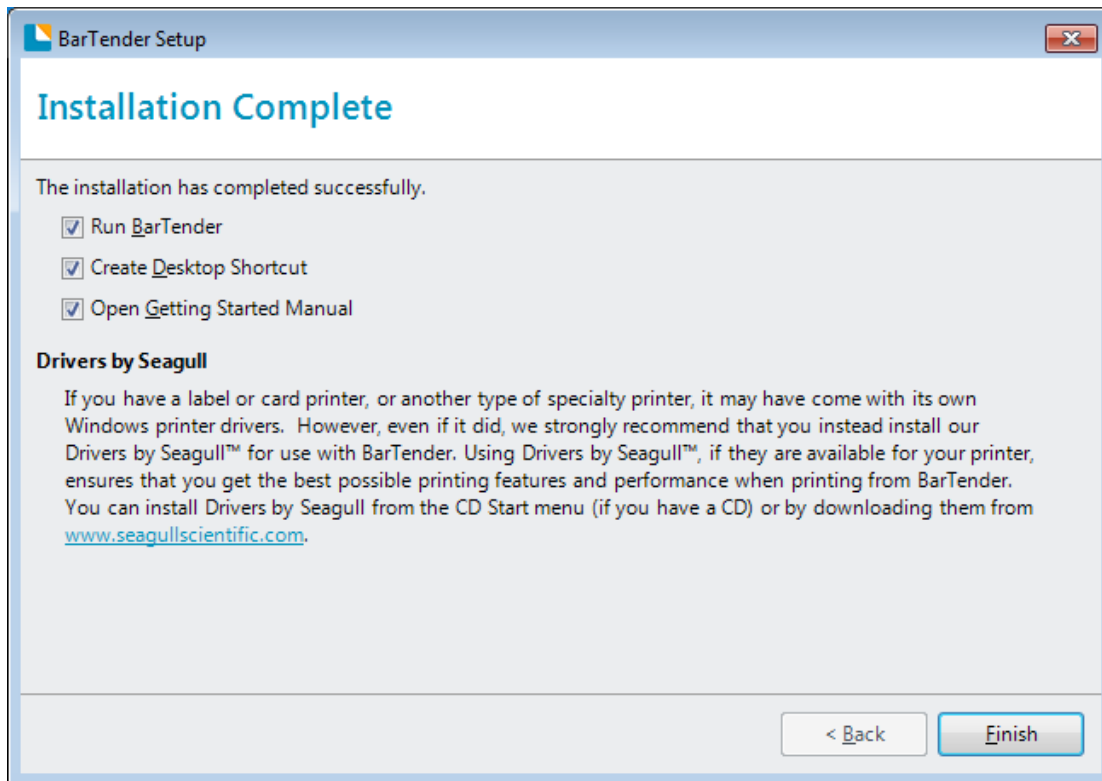 BarTender Setup
Installation Complete
The installation has completed successfully.
Run BarTender
Create Desktop Shortcut
Open Getting Started Manual
Drivers by Seagull
If you have a label or card printer, or another type of specialty printer, it may have come with its own
Windows printer drivers.  However, even if it did, we strongly recommend that you instead install our
Drivers by Seagull™ for use with BarTender. Using Drivers by Seagull™, if they are available for your printer,
ensures that you get the best possible printing features and performance when printing from BarTender.
You can install Drivers by Seagull from the CD Start menu (if you have a CD) or by downloading them from
www.seagullscientific.com.
< Back
Finish